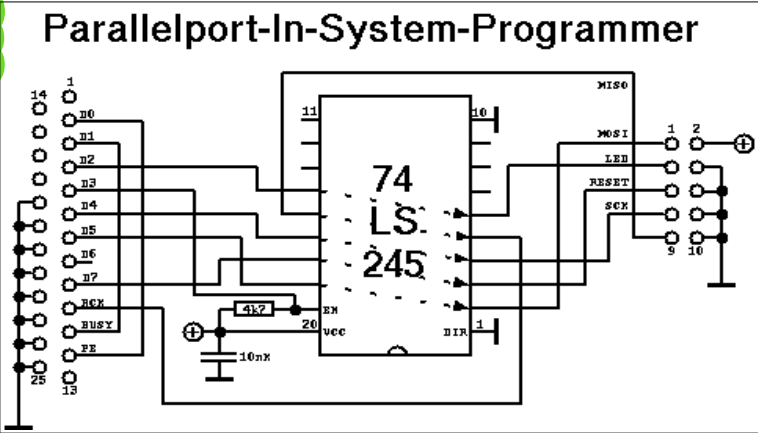 Parallelport-In-System-Programmer
MISO
14 1
D0
D1
D2
D3
D4
D5
D6
D7
BUSY
PE
25
13
11
10
74
LS
245
4k7
EN
20 VCC
DIR 1
MOSI
LED
RESET
SCK
1 2
9 10